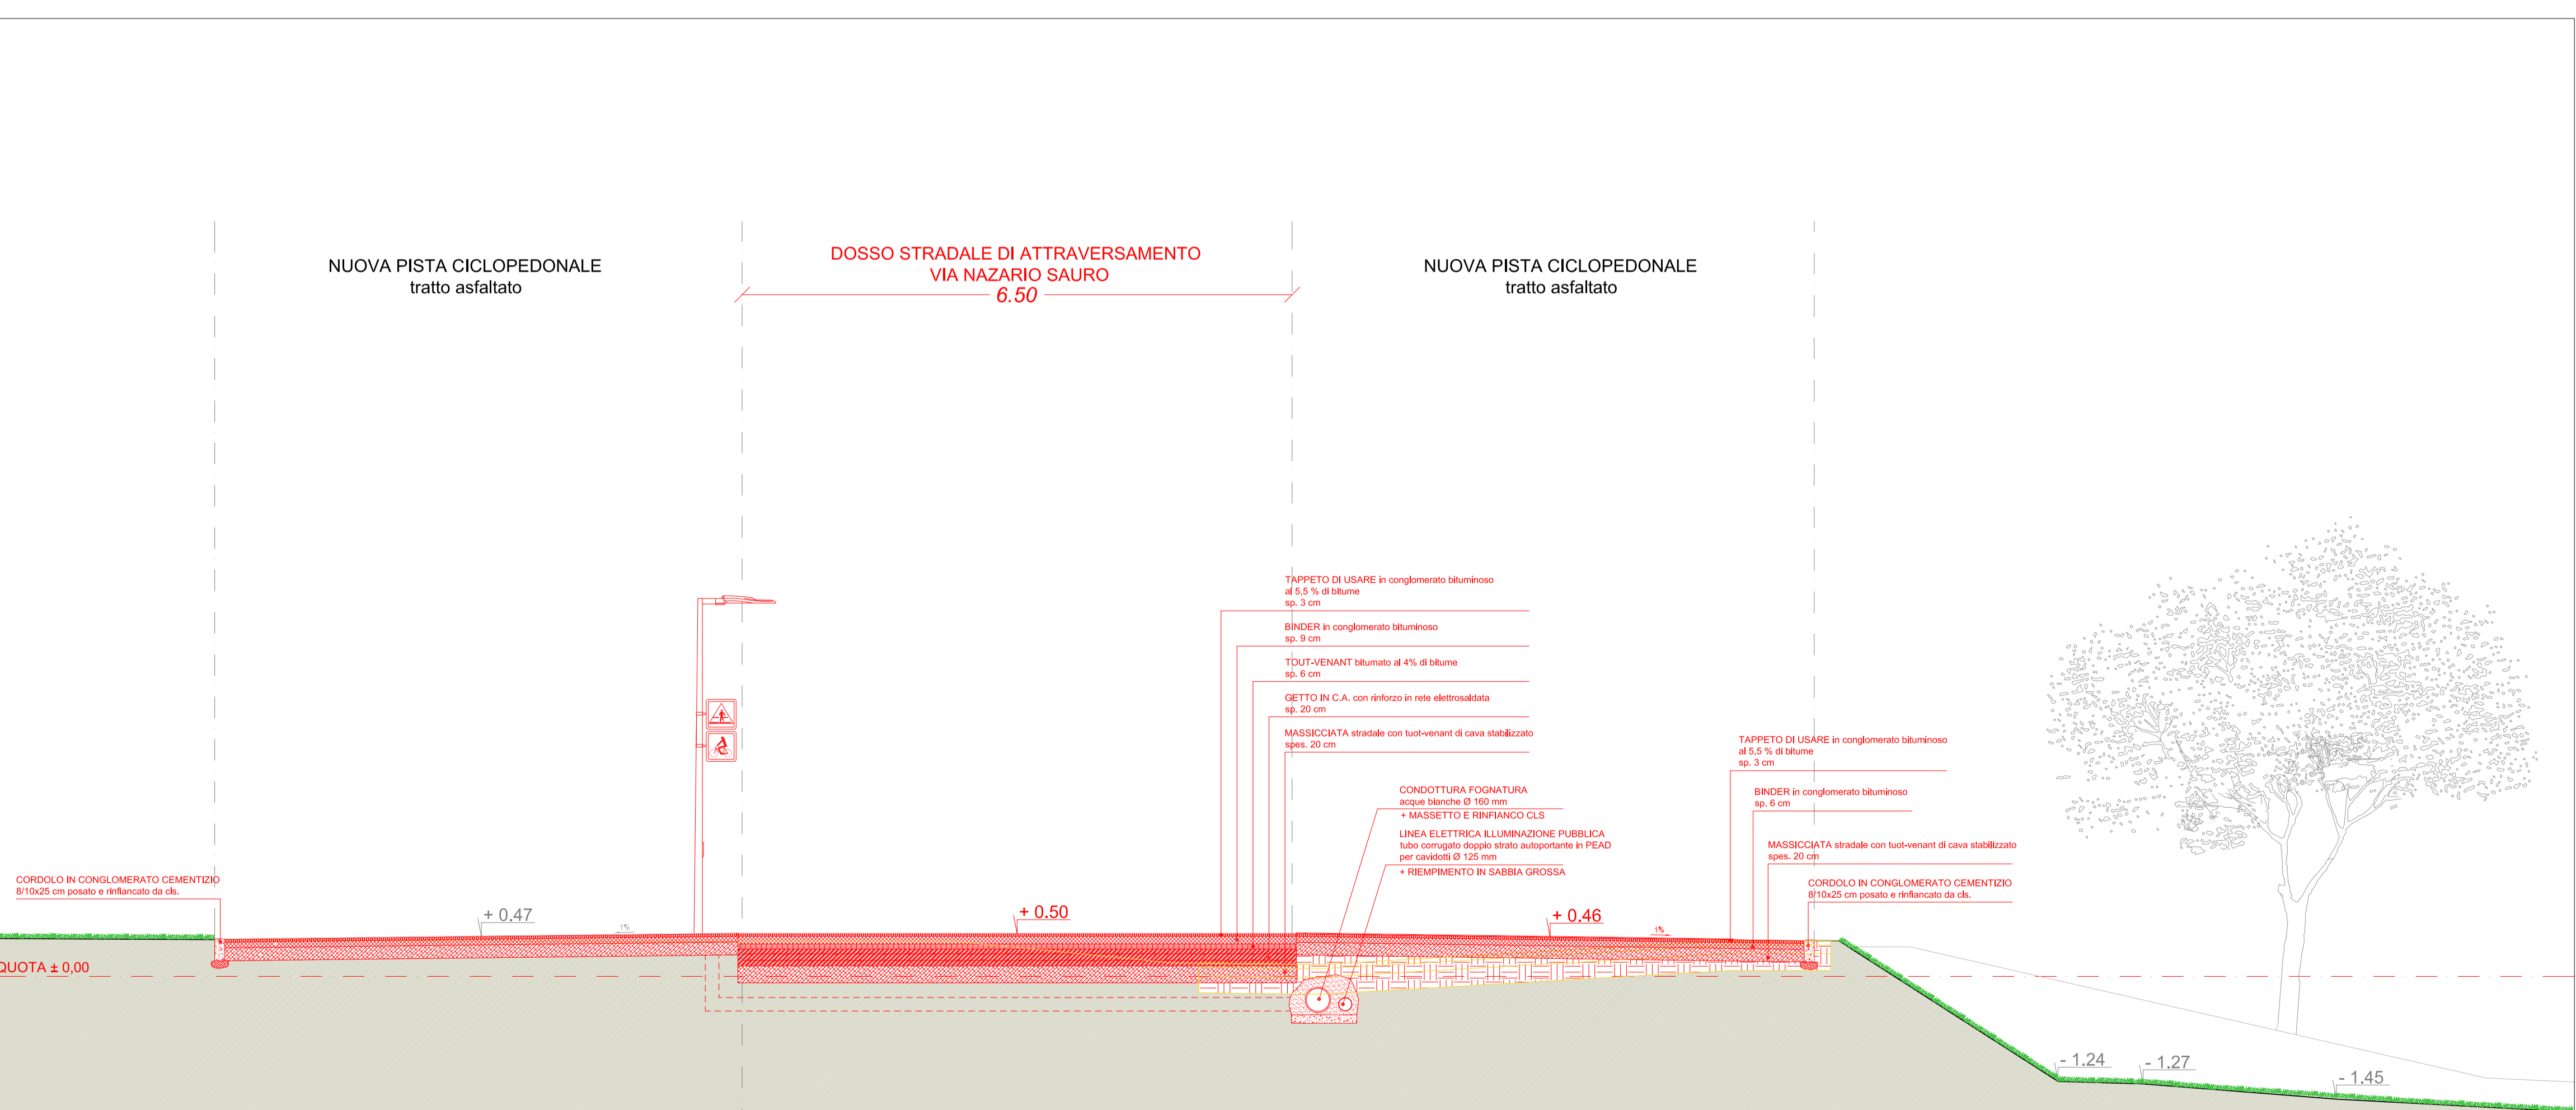 NUOVA PISTA CICLOPEDONALE
tratto asfaltato
DOSSO STRADALE DI ATTRAVERSAMENTO
VIA NAZARIO SAURO
6.50
NUOVA PISTA CICLOPEDONALE
tratto asfaltato
TAPPETO DI USARE in conglomerato bituminoso
al 5,5 % di bitume
sp. 3 cm
BINDER in conglomerato bituminoso
sp. 9 cm
TOUT-VENANT bitumato al 4% di bitume
sp. 6 cm
GETTO IN C.A. con rinforzo in rete elettrosaldata
sp. 20 cm
MASSICCIATA stradale con tuot-venant di cava stabilizzato
spes. 20 cm
CONDOTTURA FOGNATURA
acque bianche Ø 160 mm
+ MASSETTO E RINFIANCO CLS
LINEA ELETTRICA ILLUMINAZIONE PUBBLICA
tubo corrugato doppio strato autoportante in PEAD
per cavidotti Ø 125 mm
+ RIEMPIMENTO IN SABBIA GROSSA
TAPPETO DI USARE in conglomerato bituminoso
al 5,5 % di bitume
sp. 3 cm
BINDER in conglomerato bituminoso
sp. 6 cm
MASSICCIATA stradale con tuot-venant di cava stabilizzato
spes. 20 cm
CORDOLO IN CONGLOMERATO CEMENTIZIO
8/10x25 cm posato e rinfiancato da cls.
CORDOLO IN CONGLOMERATO CEMENTIZIO
8/10x25 cm posato e rinfiancato da cls.
+ 0.47
1%
+ 0.50
+ 0.46
1%
QUOTA ± 0,00
- 1.24
- 1.27
- 1.45